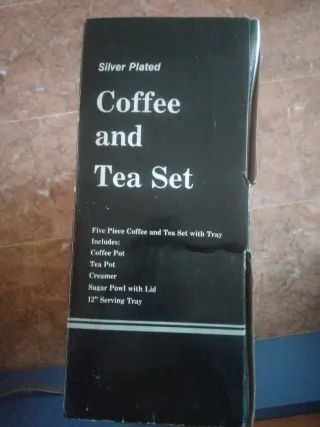 Silver Plated
Coffee
and
Tea Set
Five Piece Coffee and Tea Set with Tray
Includes:
Coffee Pot
Tea Pot
Creamer
Sugar Powl with Lid
12" Serving Tray